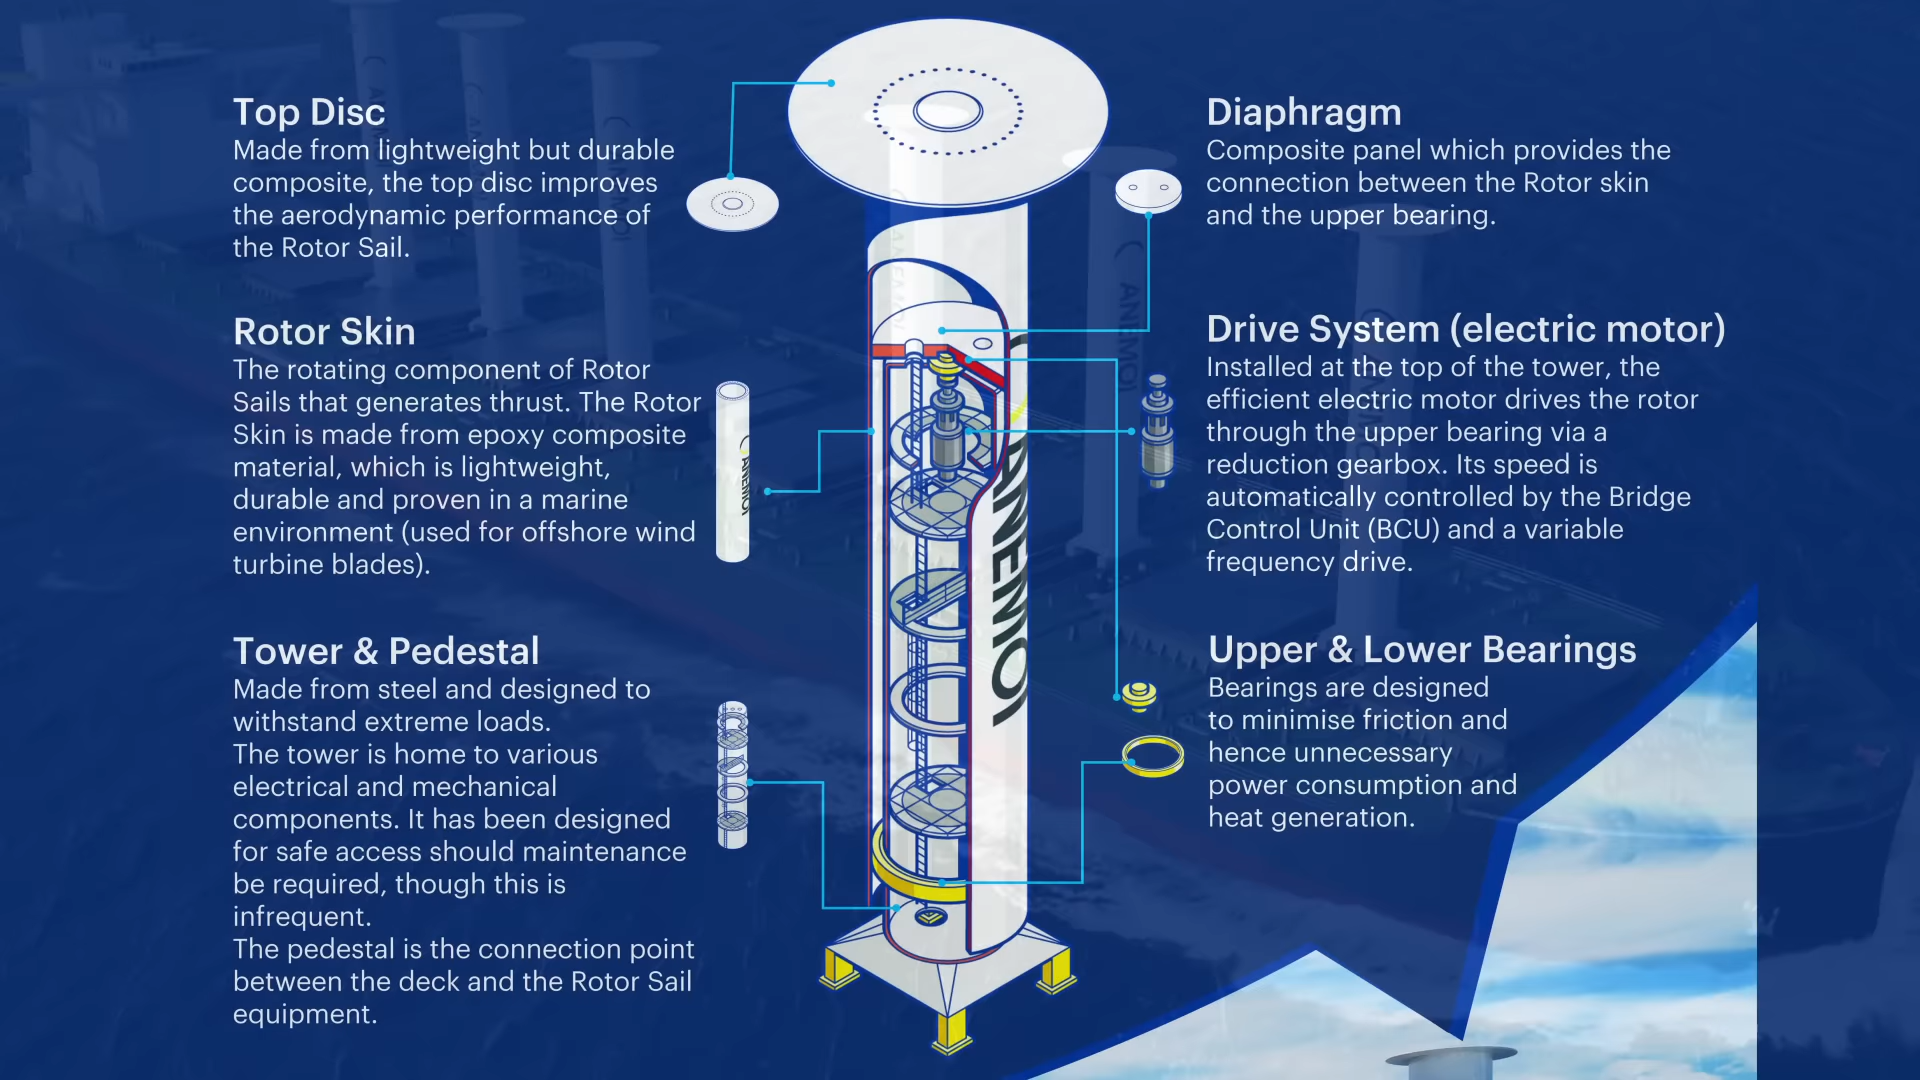 Top Disc
Made from lightweight but durable
composite, the top disc improves
the aerodynamic performance of
the Rotor Sail.
Rotor Skin
The rotating component of Rotor
Sails that generates thrust. The Rotor
Skin is made from epoxy composite
material, which is lightweight,
durable and proven in a marine
environment (used for offshore wind
turbine blades).
Tower & Pedestal
Made from steel and designed to
withstand extreme loads.
The tower is home to various
electrical and mechanical
components. It has been designed
for safe access should maintenance
be required, though this is
infrequent.
The pedestal is the connection point
between the deck and the Rotor Sail
equipment.
ANEMOI
ANEMOI
Diaphragm
Composite panel which provides the
connection between the Rotor skin
and the upper bearing.
Drive System (electric motor)
Installed at the top of the tower, the
efficient electric motor drives the rotor
through the upper bearing via a
reduction gearbox. Its speed is
automatically controlled by the Bridge
Control Unit (BCU) and a variable
frequency drive.
Upper & Lower Bearings
Bearings are designed
to minimise friction and
hence unnecessary
power consumption and
heat generation.
ANEMOI